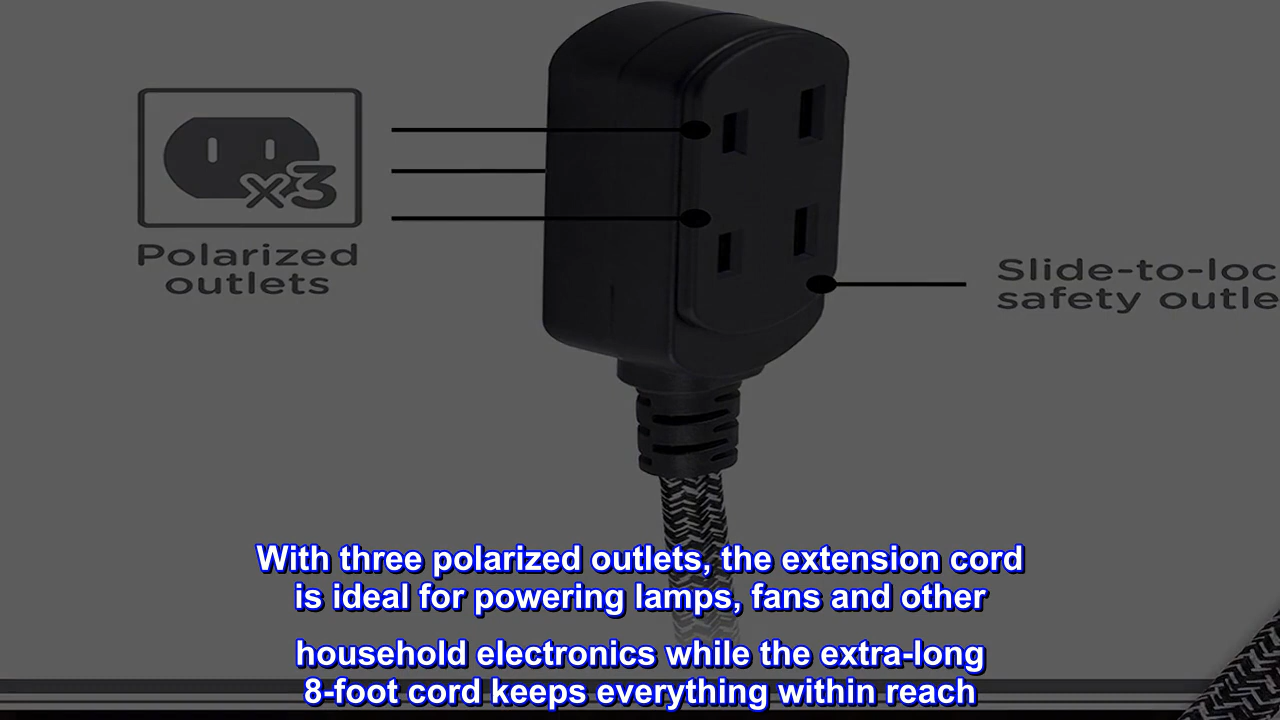 x3
Polarized
outlets
Slide-to-loc
safety outle
With three polarized outlets, the extension cord
is ideal for powering lamps, fans and other
household electronics while the extra-long
8-foot cord keeps everything within reach